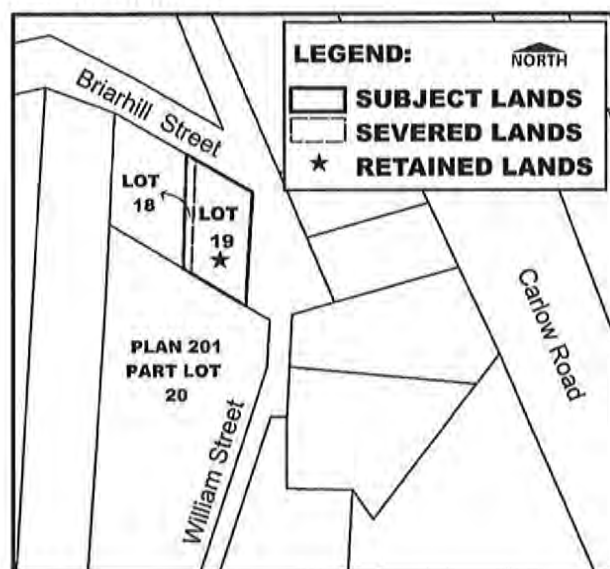 LEGEND:
NORTH
SUBJECT LANDS
SEVERED LANDS
RETAINED LANDS
Briarhill Street
LOT
18
LOT
19
PLAN 201
PART LOT
20
William Street
Carlow Road